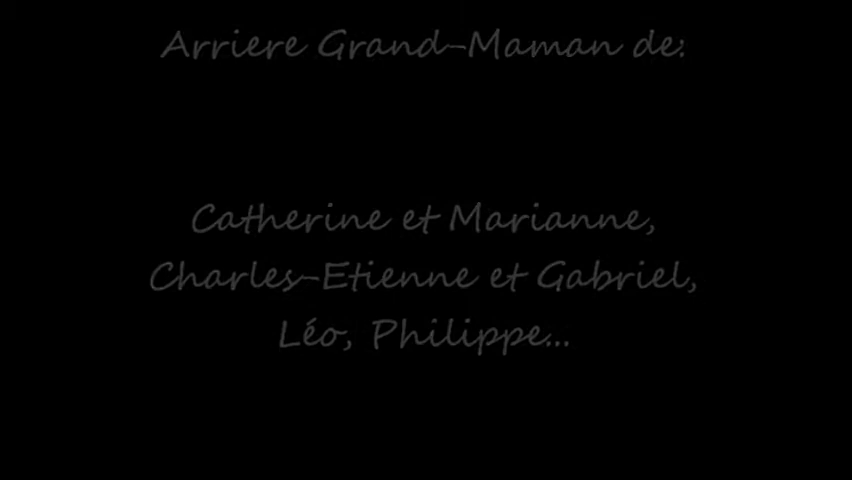 Arriere Grand-Maman de:
Catherine et Marianne,
Charles-Etienne et Gabriel,
Léo, Philippe...